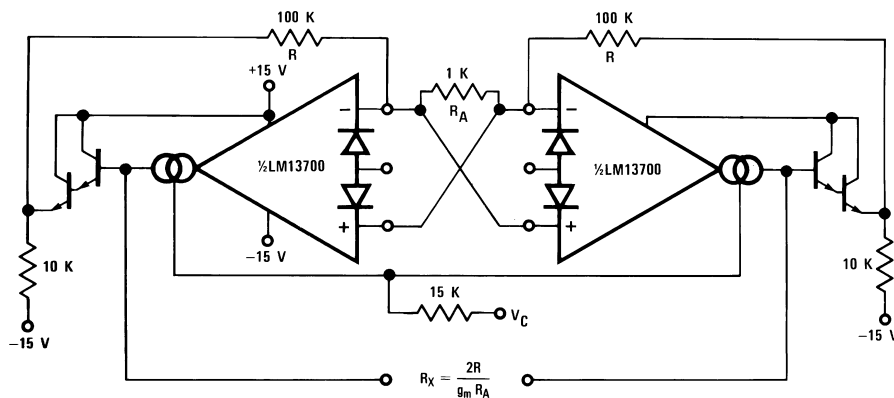 100 K
R
100 K
R
+15 V
1 K
R_A
−
−
½LM13700
½LM13700
+
+
−15 V
10 K
10 K
15 K
V_C
−15 V
−15 V
R_X = 2R / g_m R_A